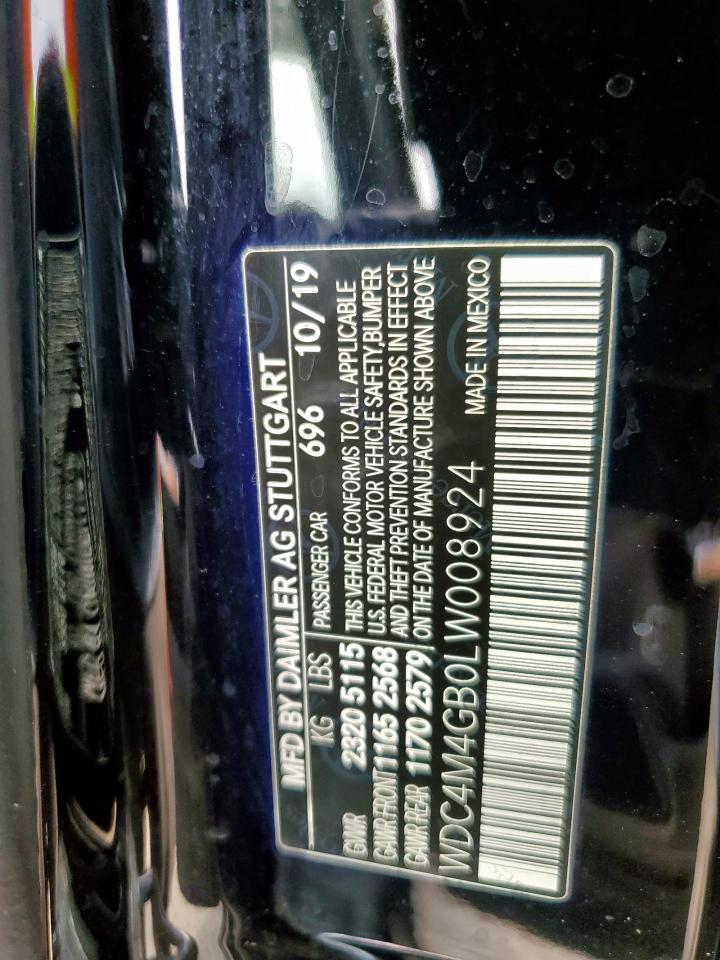 MFD BY DAIMLER AG STUTTGART
KG LBS PASSENGER CAR 696 10/19
GVWR 2320 5115 THIS VEHICLE CONFORMS TO ALL APPLICABLE
GAWR FRONT 1165 2568 U.S. FEDERAL MOTOR VEHICLE SAFETY,BUMPER
GAWR REAR 1170 2579 AND THEFT PREVENTION STANDARDS IN EFFECT
ON THE DATE OF MANUFACTURE SHOWN ABOVE
WDC4M4GB0LW008924 MADE IN MEXICO